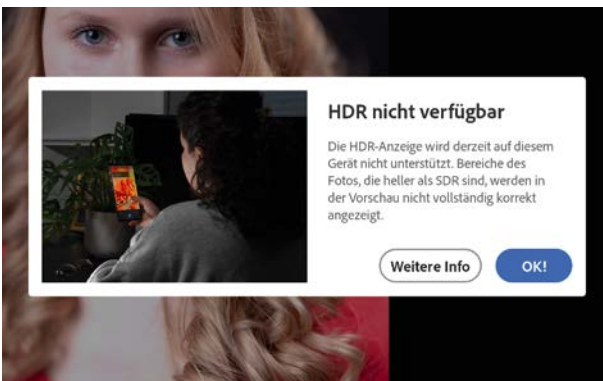 HDR nicht verfügbar
Die HDR-Anzeige wird derzeit auf diesem
Gerät nicht unterstützt. Bereiche des
Fotos, die heller als SDR sind, werden in
der Vorschau nicht vollständig korrekt
angezeigt.
Weitere Info
OK!